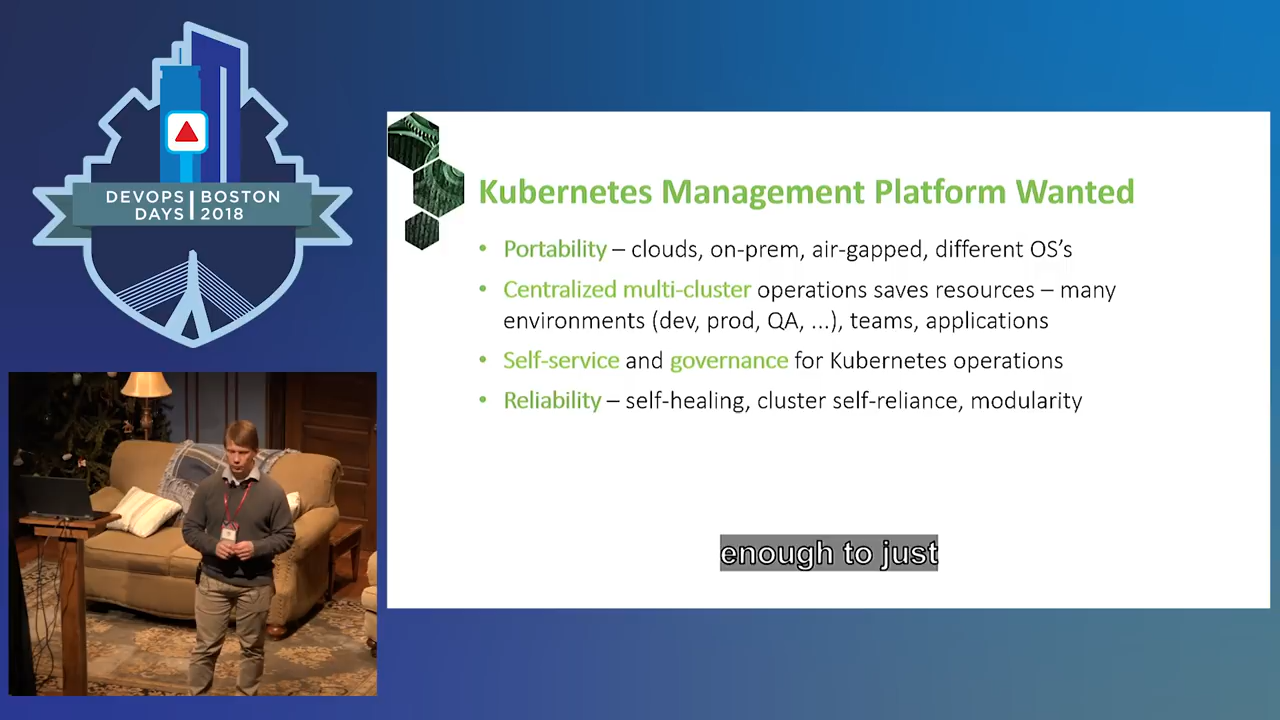 DEVOPS BOSTON
DAYS 2018
Kubernetes Management Platform Wanted
• Portability – clouds, on-prem, air-gapped, different OS’s
• Centralized multi-cluster operations saves resources – many
environments (dev, prod, QA, ...), teams, applications
• Self-service and governance for Kubernetes operations
• Reliability – self-healing, cluster self-reliance, modularity
enough to just